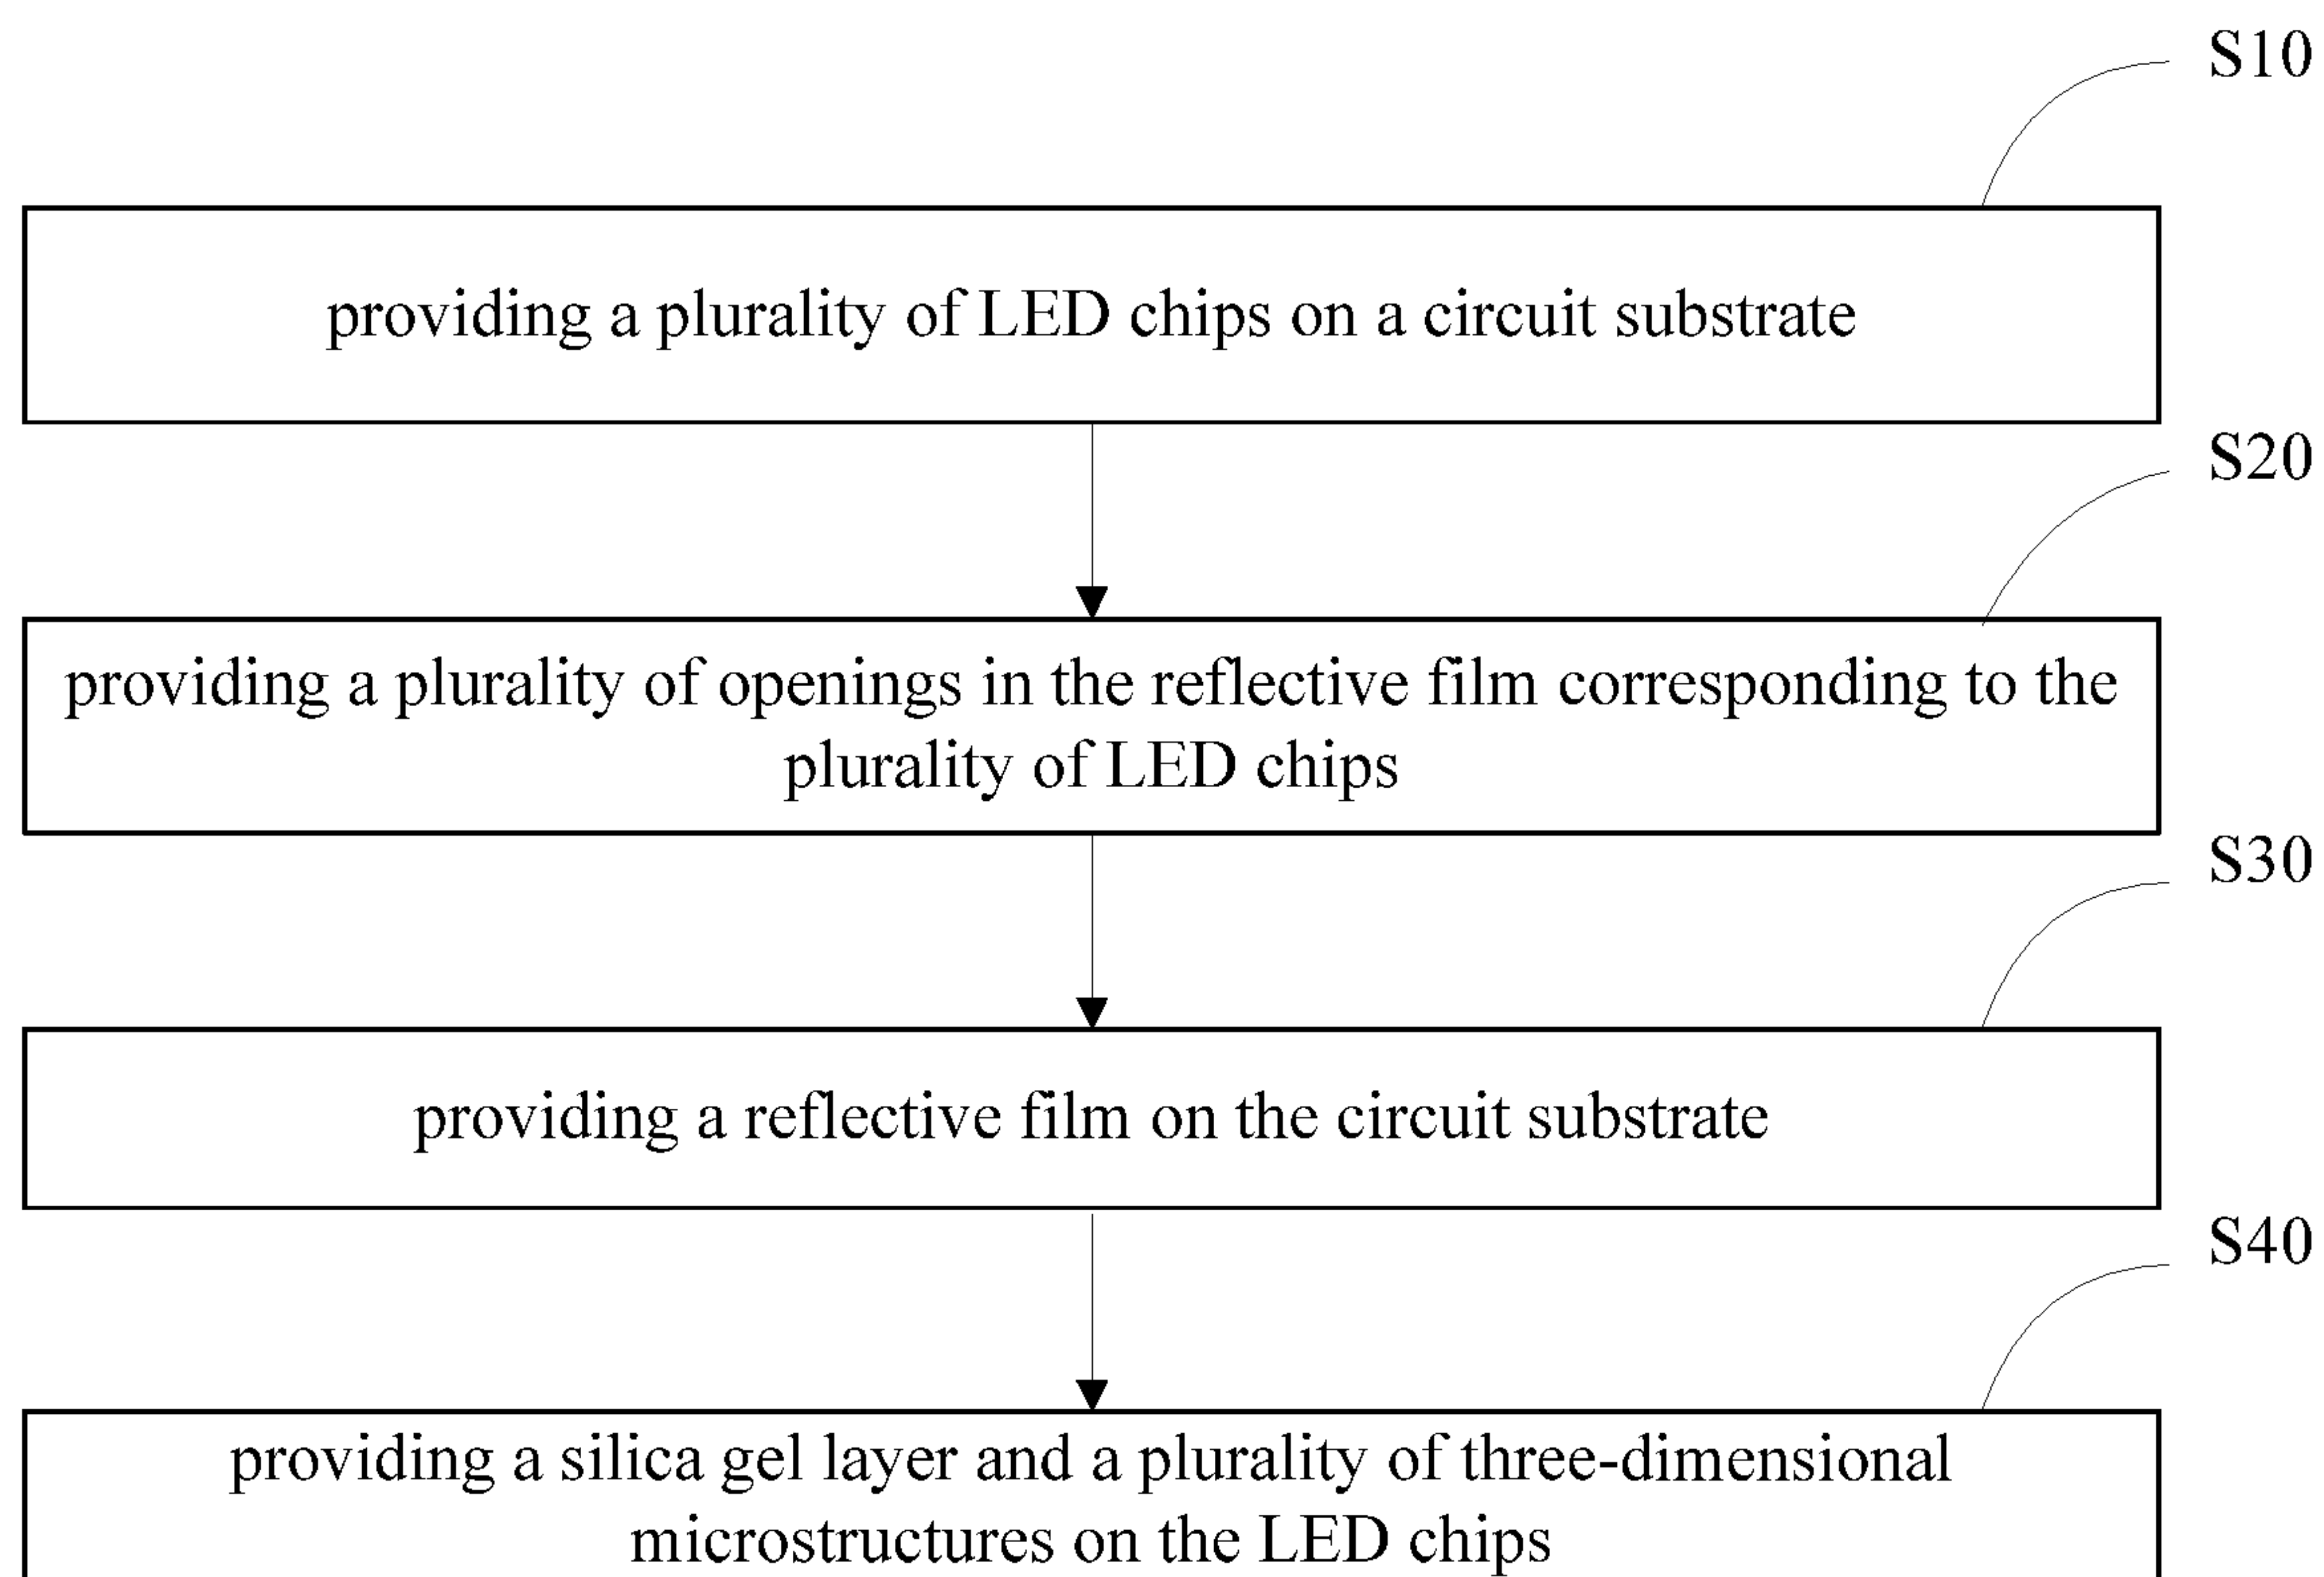 S10
providing a plurality of LED chips on a circuit substrate
S20
providing a plurality of openings in the reflective film corresponding to the
plurality of LED chips
S30
providing a reflective film on the circuit substrate
S40
providing a silica gel layer and a plurality of three-dimensional
microstructures on the LED chips